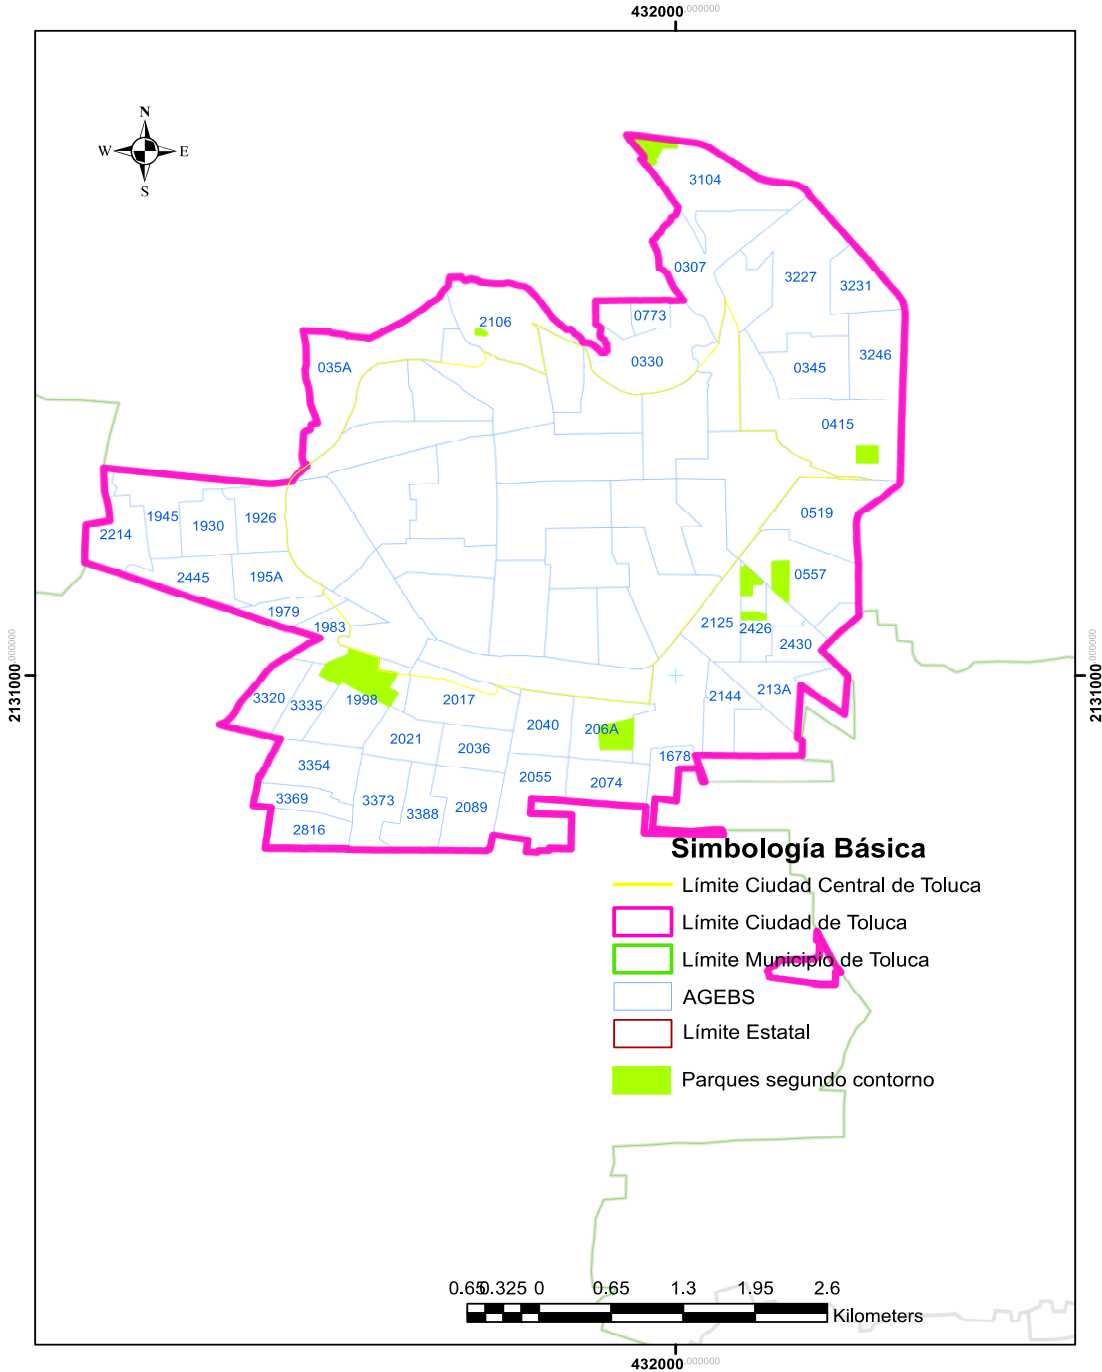 432000.000000
N
W E
S
3104
0307
3227
3231
0773
2106
0330
035A
0345
3246
0415
1945
1926
1930
2214
0519
2445
195A
0557
1979
1983
2125
2426
2430
3320
3335
1998
2017
2144
213A
2040
206A
2021
2036
1678
3354
2055
2074
3369
3373
3388
2089
2816
2131000.000000
2131000.000000
Simbología Básica
Límite Ciudad Central de Toluca
Límite Ciudad de Toluca
Límite Municipio de Toluca
AGEBS
Límite Estatal
Parques segundo contorno
0.65 0.325 0 0.65 1.3 1.95 2.6
Kilometers
432000.000000